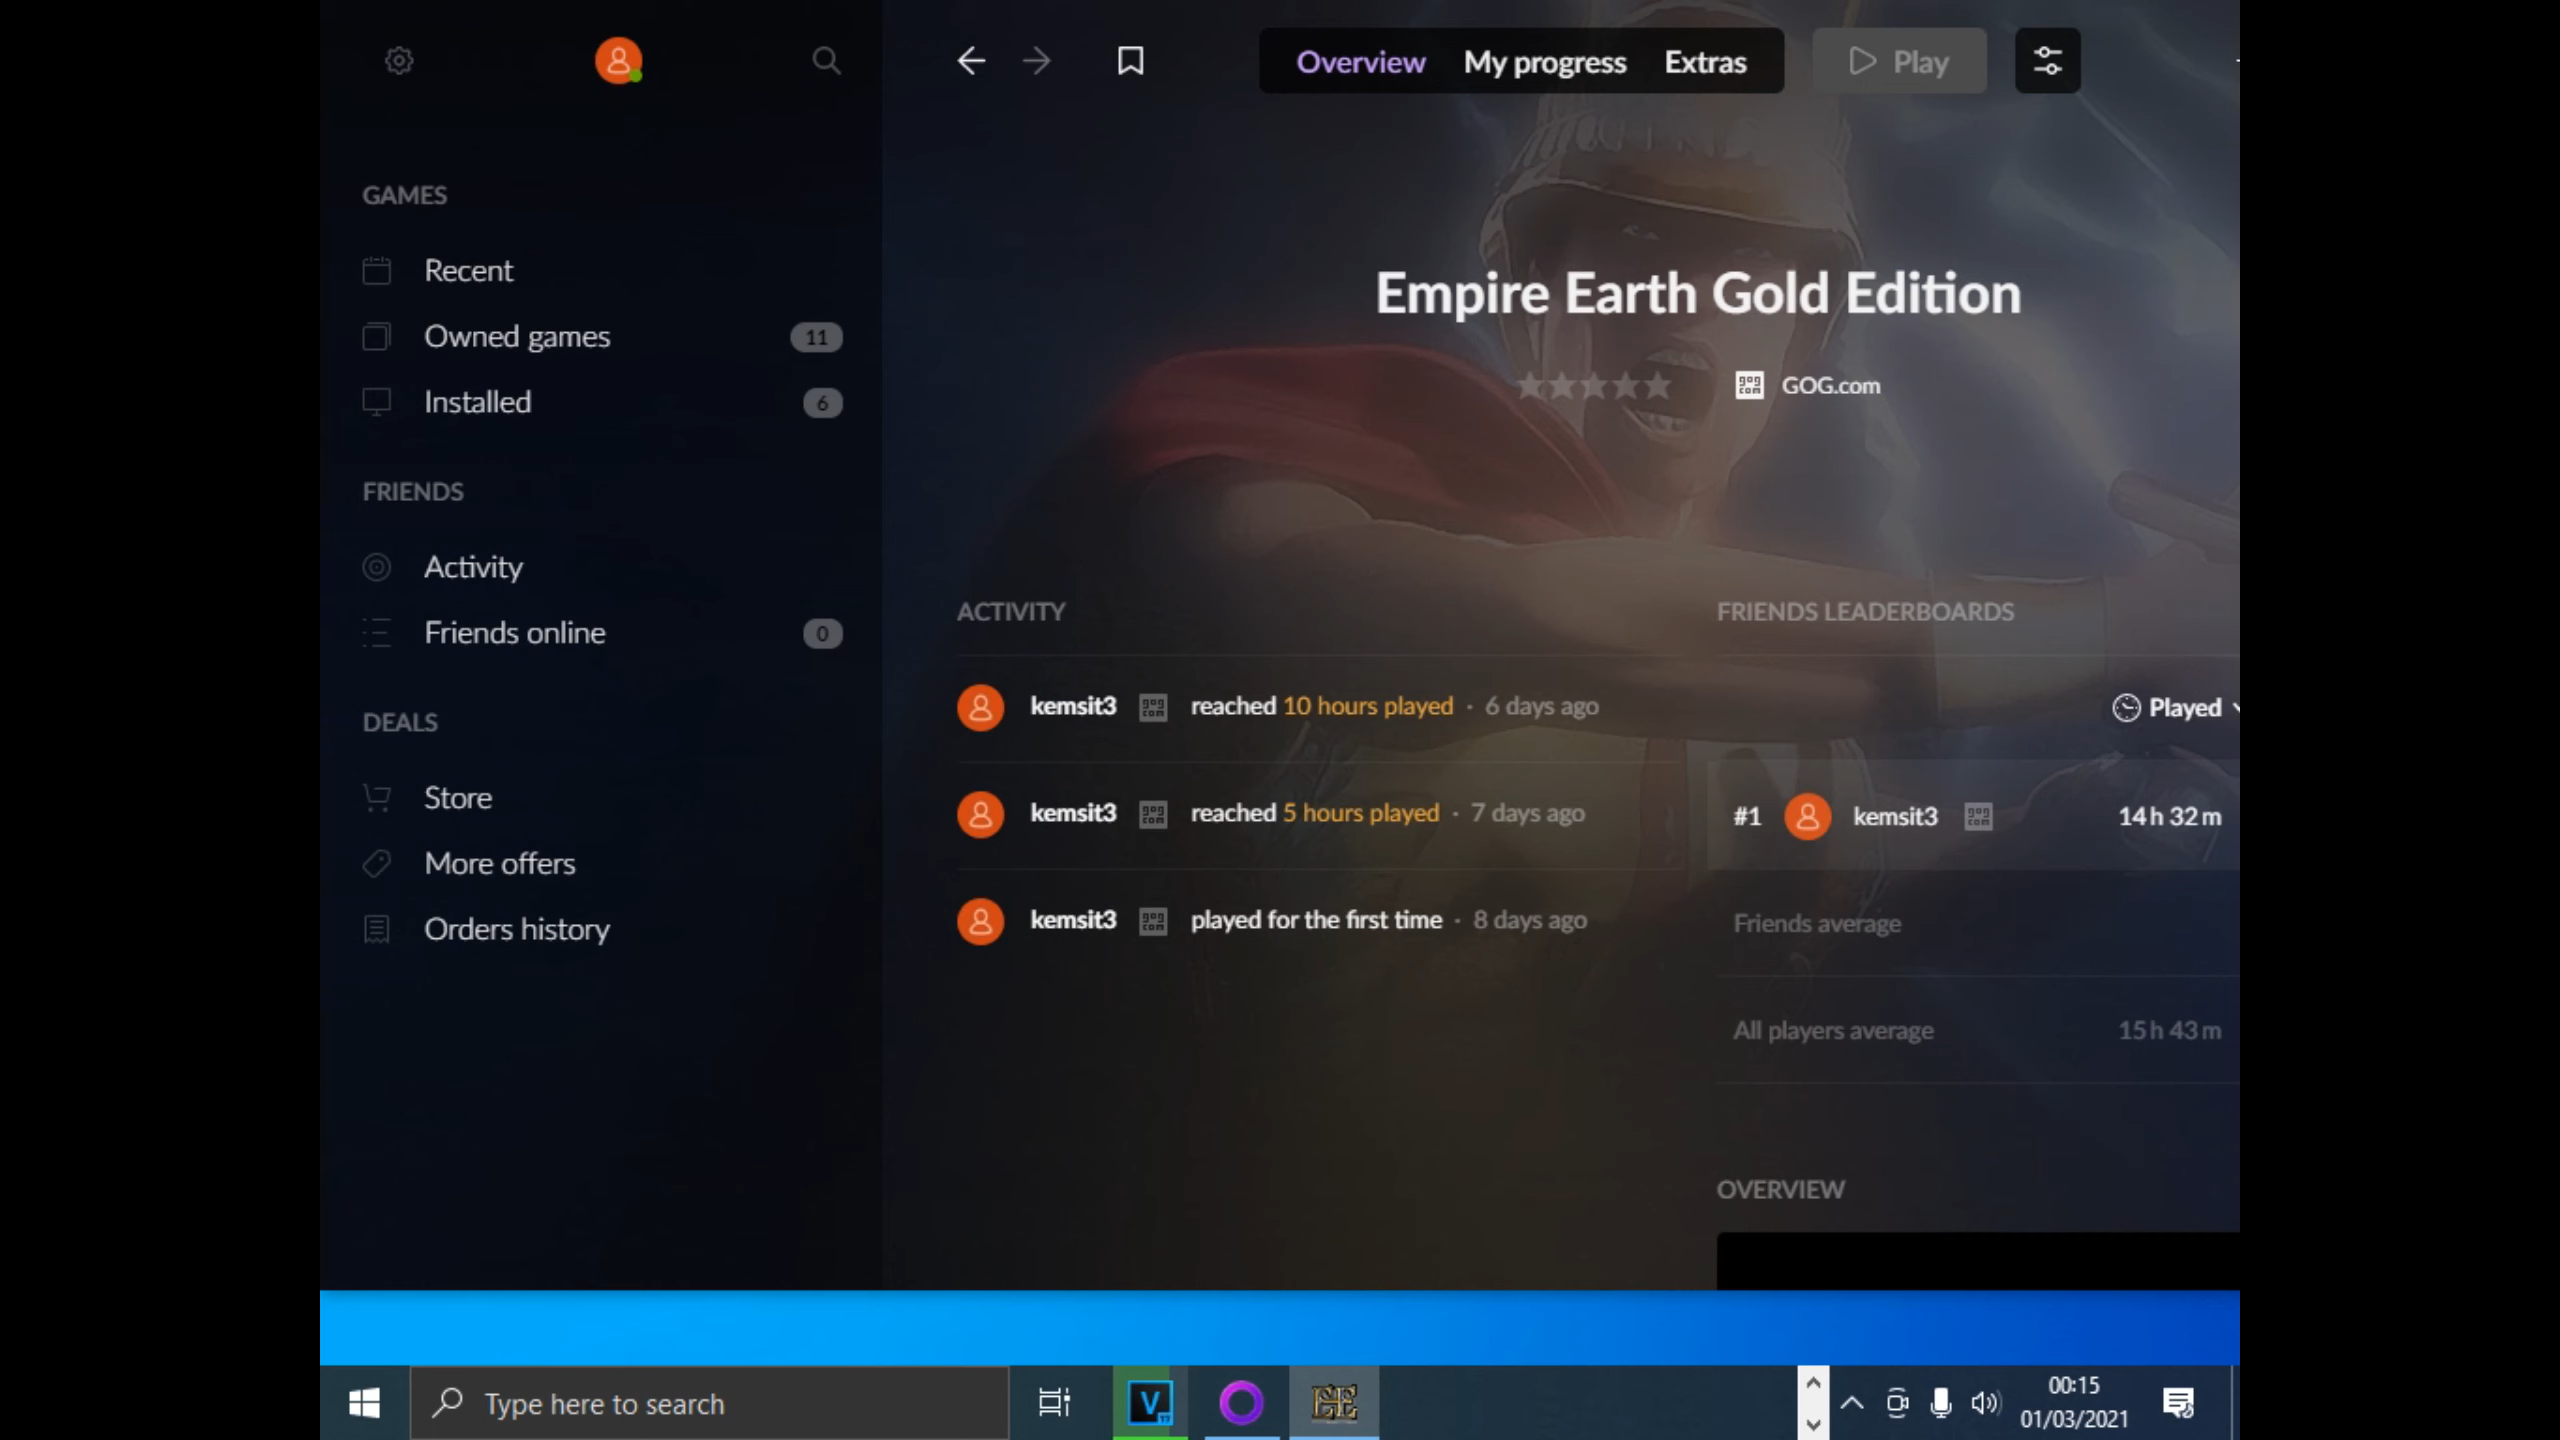 Overview My progress Extras Play
GAMES
Recent
Owned games 11
Installed 6
FRIENDS
Activity
Friends online 0
DEALS
Store
More offers
Orders history
Empire Earth Gold Edition
GOG.com
ACTIVITY
kemsit3 reached 10 hours played · 6 days ago
kemsit3 reached 5 hours played · 7 days ago
kemsit3 played for the first time · 8 days ago
FRIENDS LEADERBOARDS
Played
#1 kemsit3 14 h 32 m
Friends average
All players average 15 h 43 m
OVERVIEW
Type here to search
V 17
EE
00:15
01/03/2021